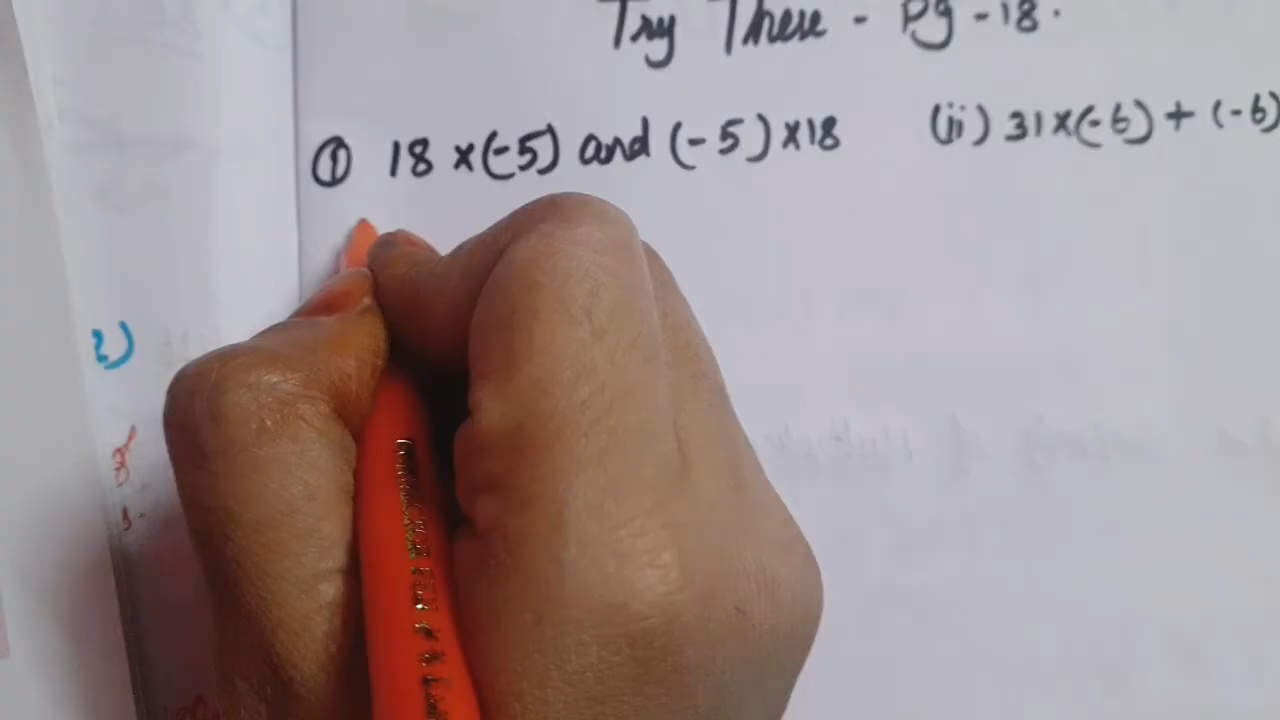 Try These - Pg -18.
① 18 ×(-5) and (-5)×18 (ii) 31×(-6) + (-6)
2)